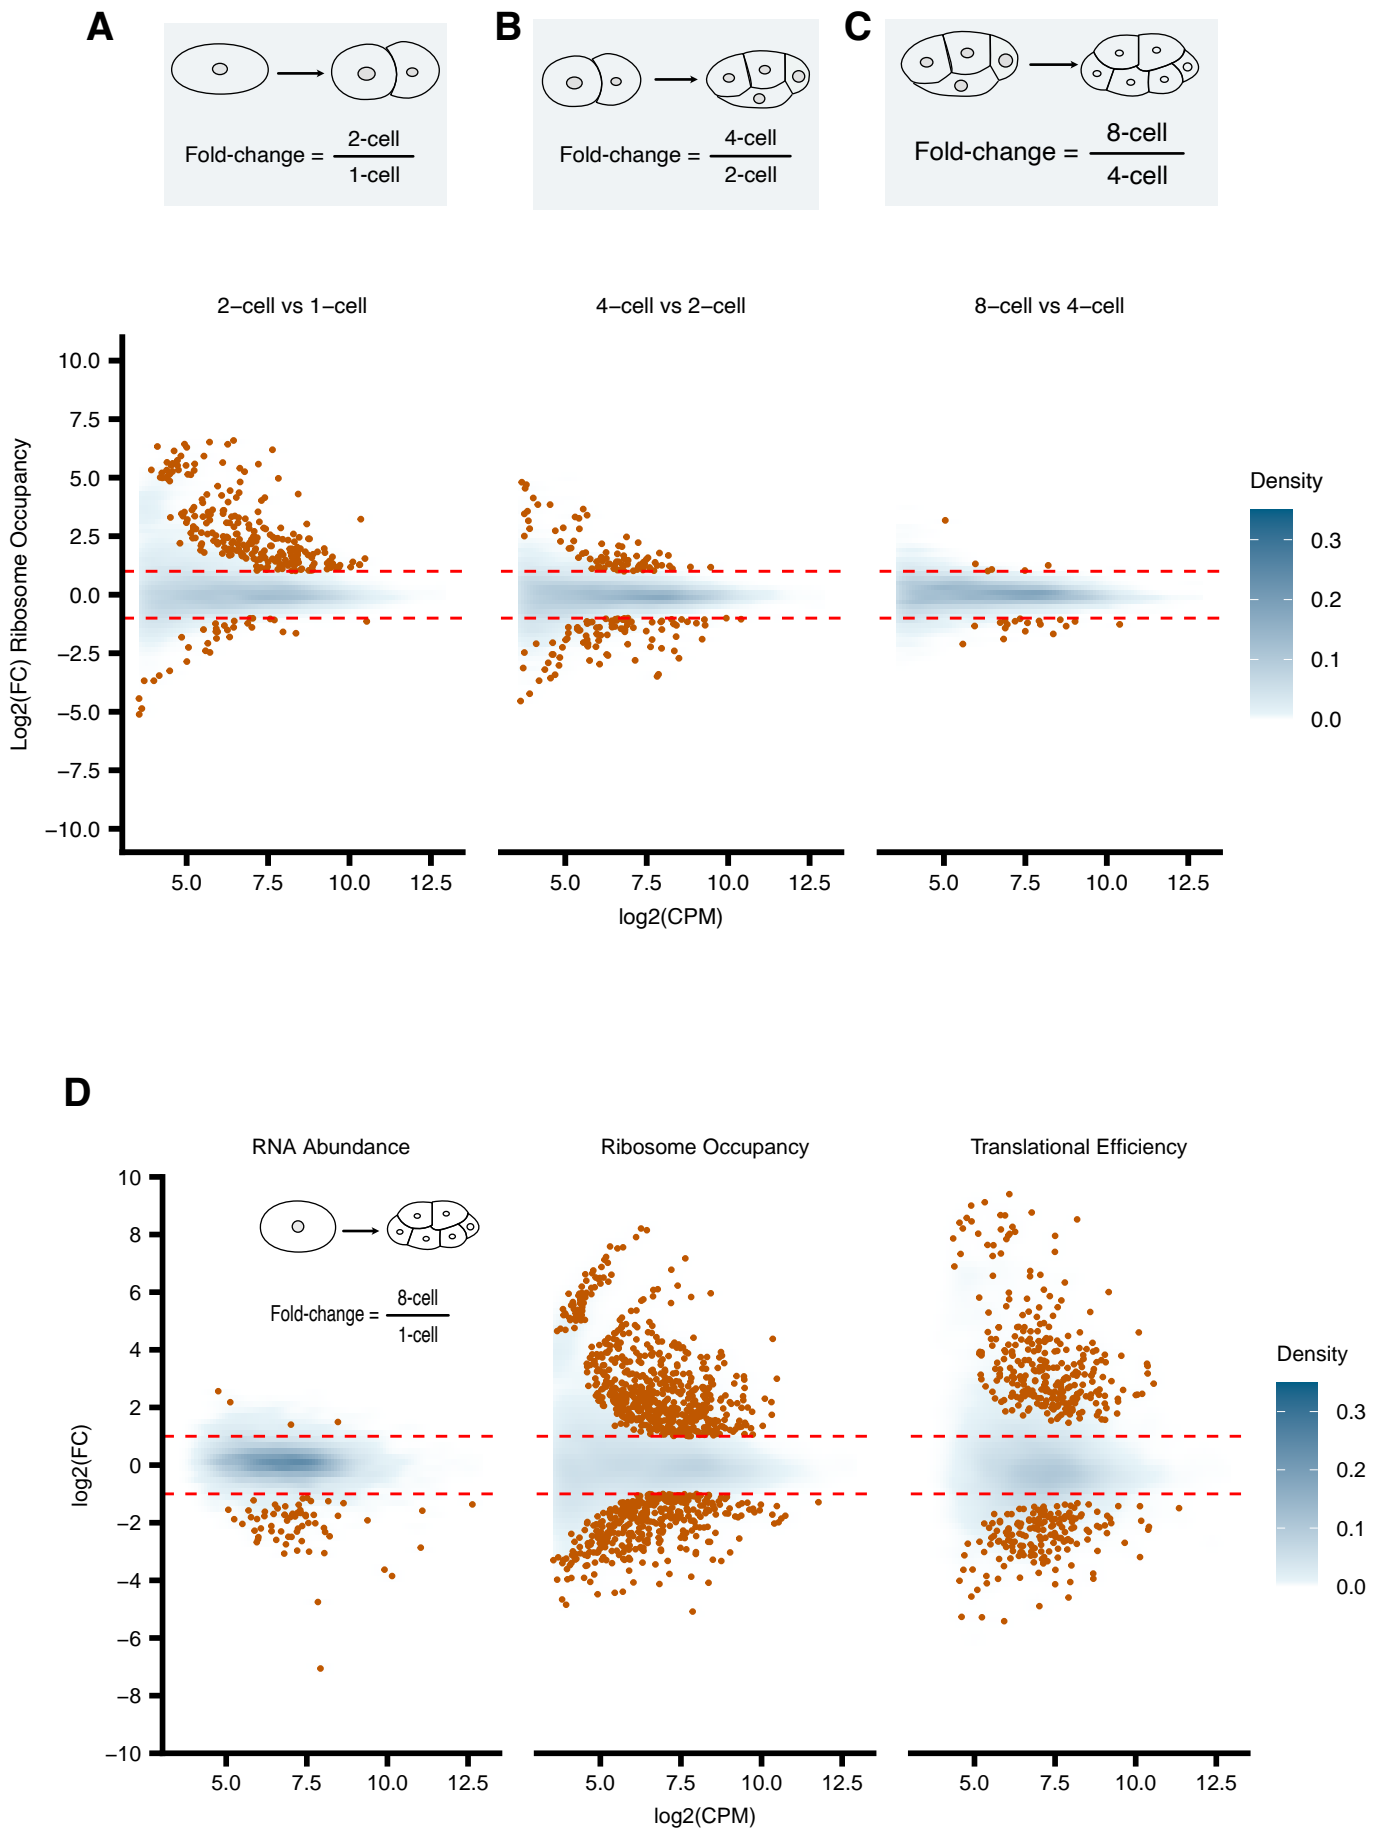 A
B
C
Fold-change = 2-cell
1-cell
Fold-change = 4-cell
2-cell
Fold-change = 8-cell
4-cell
2−cell vs 1−cell
4−cell vs 2−cell
8−cell vs 4−cell
Log2(FC) Ribosome Occupancy
10.0
7.5
5.0
2.5
0.0
−2.5
−5.0
−7.5
−10.0
5.0 7.5 10.0 12.5
5.0 7.5 10.0 12.5
5.0 7.5 10.0 12.5
log2(CPM)
Density
0.3
0.2
0.1
0.0
D
RNA Abundance
Ribosome Occupancy
Translational Efficiency
Fold-change = 8-cell
1-cell
log2(FC)
10
8
6
4
2
0
−2
−4
−6
−8
−10
5.0 7.5 10.0 12.5
5.0 7.5 10.0 12.5
5.0 7.5 10.0 12.5
log2(CPM)
Density
0.3
0.2
0.1
0.0